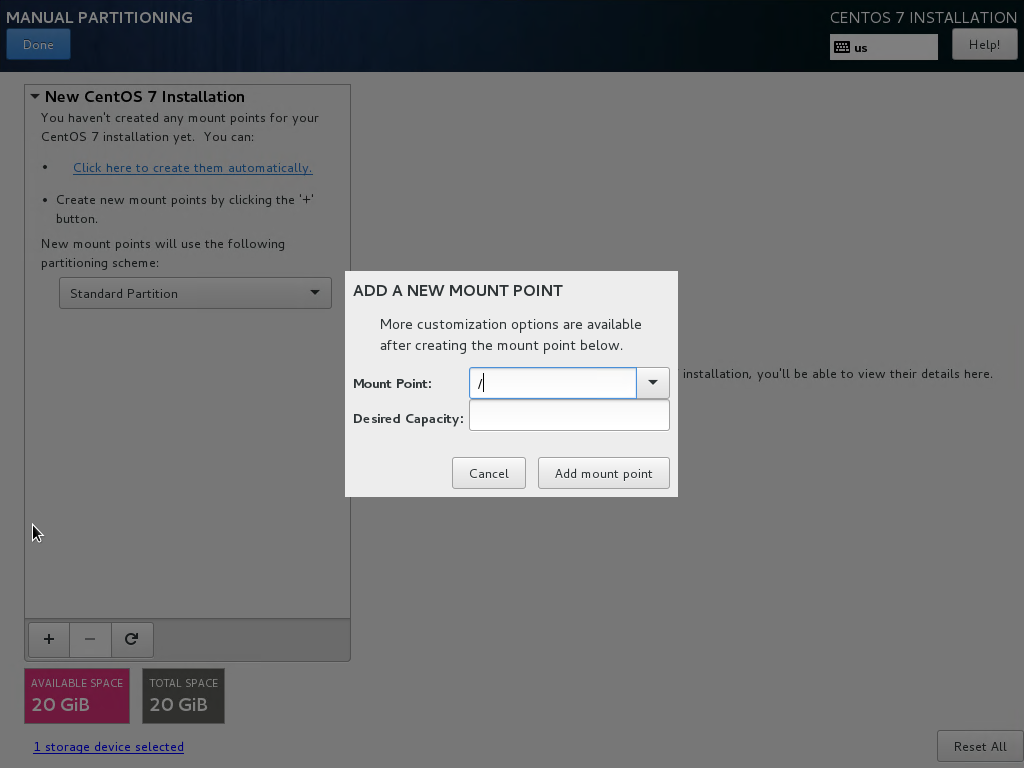 MANUAL PARTITIONING
CENTOS 7 INSTALLATION
Done
us
Help!
New CentOS 7 Installation
You haven't created any mount points for your
CentOS 7 installation yet.  You can:
• Click here to create them automatically.
• Create new mount points by clicking the '+'
button.
New mount points will use the following
partitioning scheme:
Standard Partition
ADD A NEW MOUNT POINT
More customization options are available
after creating the mount point below.
Mount Point: /
Desired Capacity:
Cancel
Add mount point
installation, you'll be able to view their details here.
+ −
AVAILABLE SPACE
20 GiB
TOTAL SPACE
20 GiB
1 storage device selected
Reset All